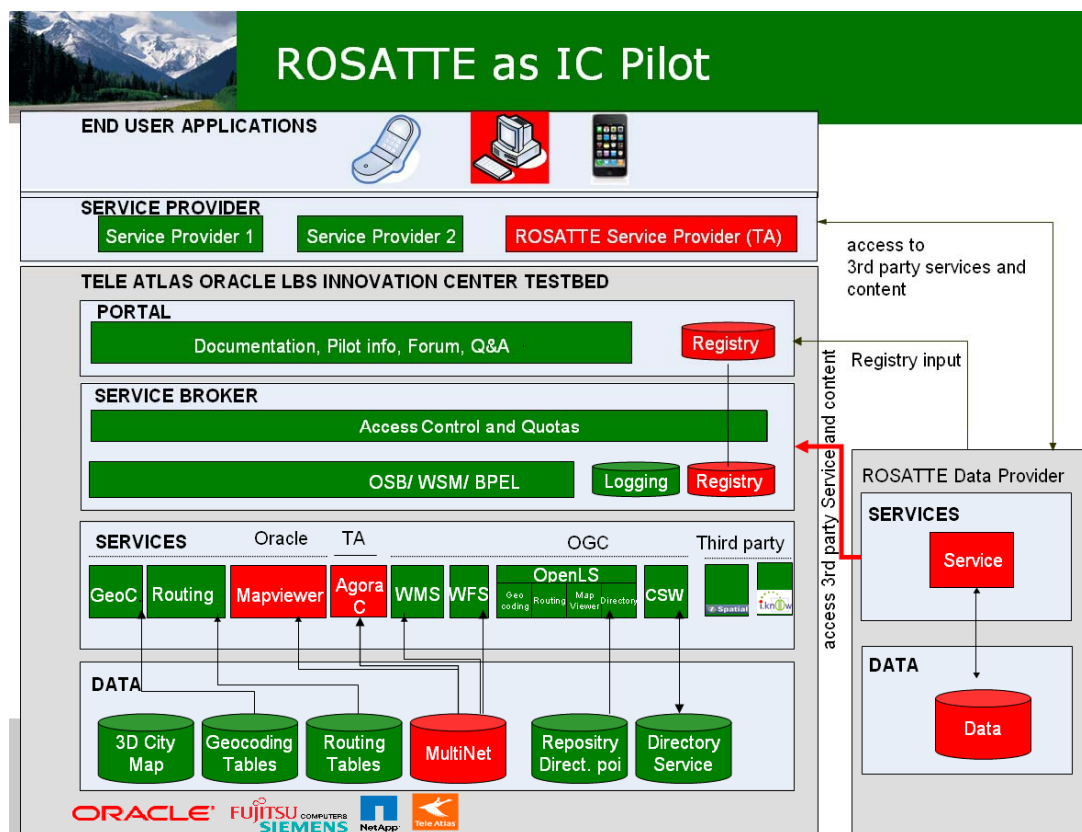 ROSATTE as IC Pilot
END USER APPLICATIONS
SERVICE PROVIDER
Service Provider 1
Service Provider 2
ROSATTE Service Provider (TA)
access to
3rd party services and
content
TELE ATLAS ORACLE LBS INNOVATION CENTER TESTBED
PORTAL
Documentation, Pilot info, Forum, Q&A
Registry
Registry input
SERVICE BROKER
Access Control and Quotas
OSB/ WSM/ BPEL
Logging
Registry
access 3rd party Service and content
ROSATTE Data Provider
SERVICES
Service
DATA
Data
SERVICES
Oracle
TA
OGC
Third party
GeoC.
Routing
Mapviewer
Agora
C
WMS
WFS
OpenLS
Geo
coding
Routing
Map
Viewer
Directory
CSW
Spatial
i.know
DATA
3D City
Map
Geocoding
Tables
Routing
Tables
MultiNet
Repositry
Direct. poi
Directory
Service
ORACLE
FUJITSU COMPUTERS
SIEMENS
NetApp
Tele Atlas